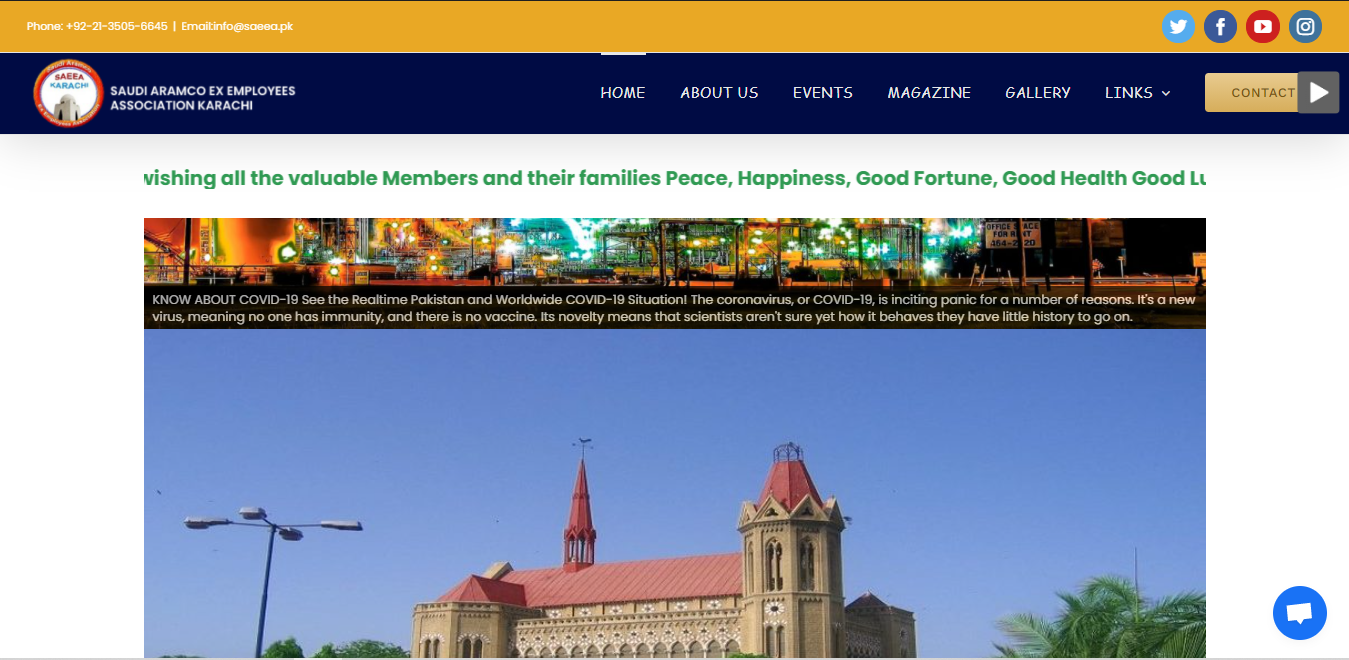 Phone: +92-21-3505-6645 | Email:info@saeea.pk
Saudi Aramco
SAEEA
KARACHI
Ex Employees Association
SAUDI ARAMCO EX EMPLOYEES
ASSOCIATION KARACHI
HOME ABOUT US EVENTS MAGAZINE GALLERY LINKS CONTACT
wishing all the valuable Members and their families Peace, Happiness, Good Fortune, Good Health Good Lu
OFFICE SPACE
FOR RENT
KNOW ABOUT COVID-19 See the Realtime Pakistan and Worldwide COVID-19 Situation! The coronavirus, or COVID-19, is inciting panic for a number of reasons. It's a new
virus, meaning no one has immunity, and there is no vaccine. Its novelty means that scientists aren't sure yet how it behaves they have little history to go on.